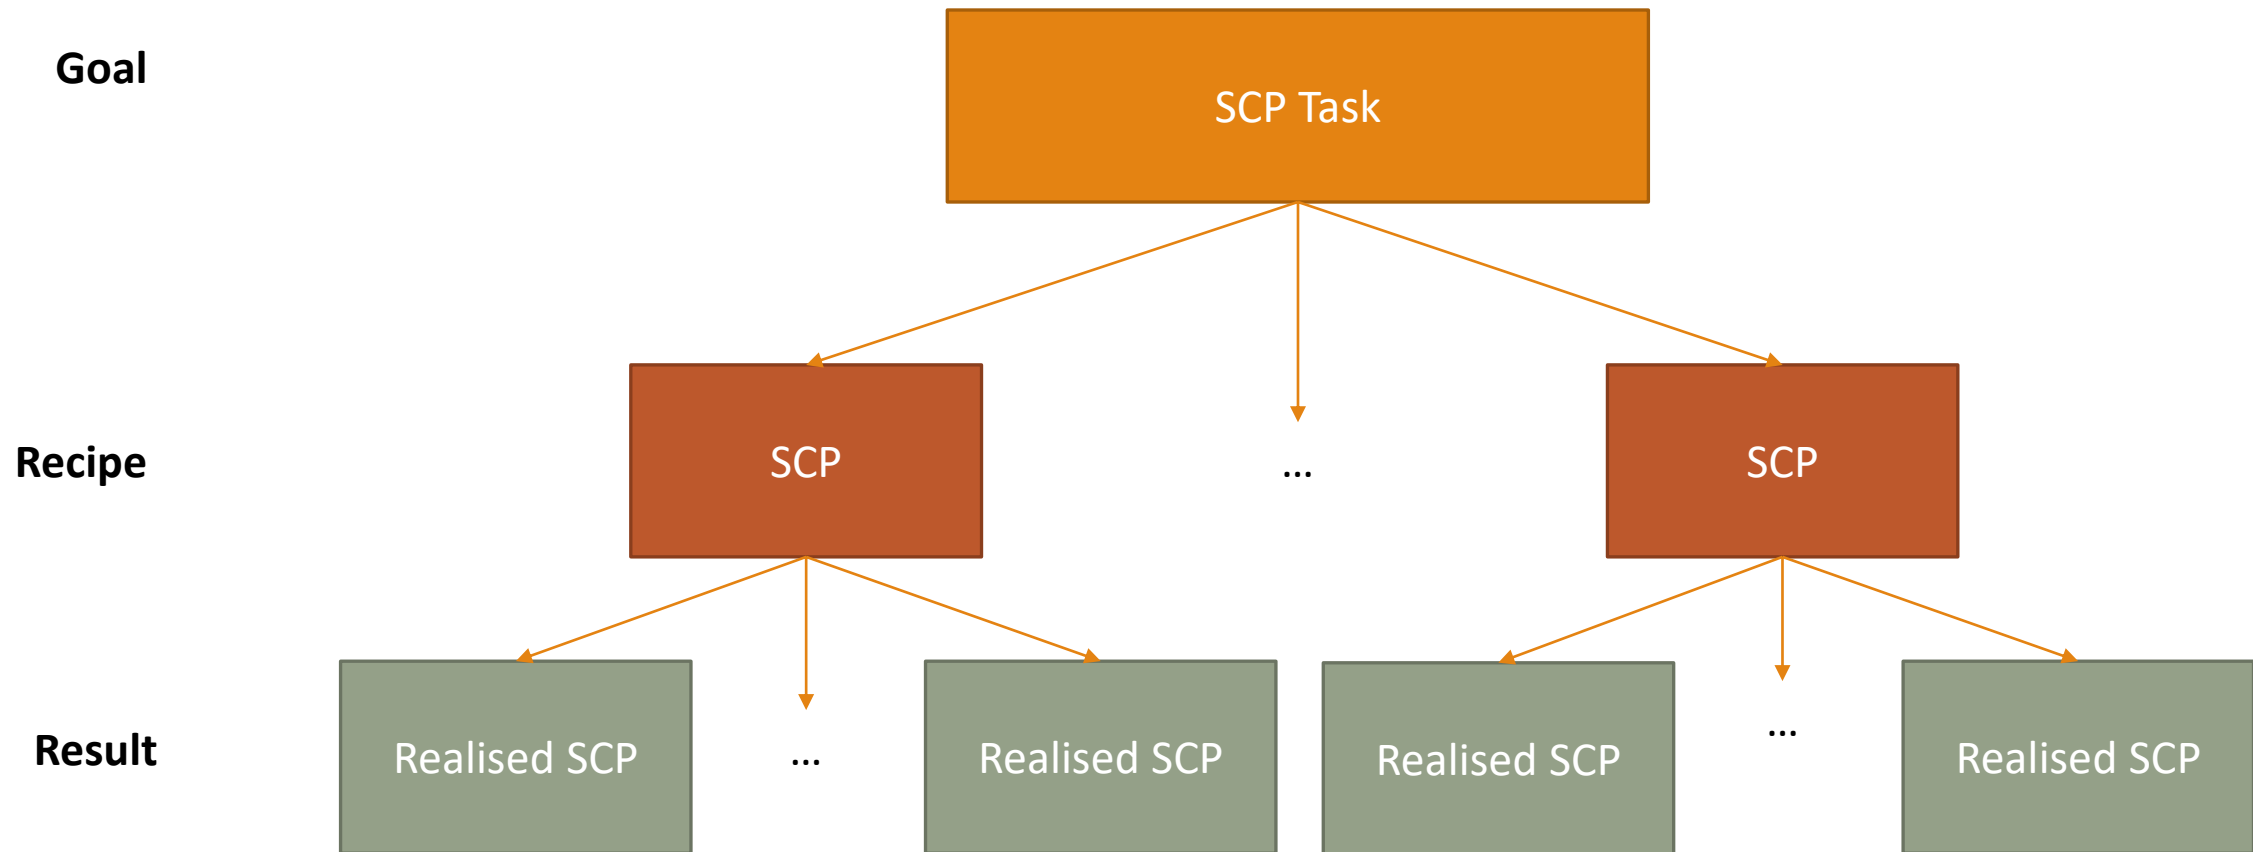 Goal
SCP Task
Recipe
SCP
...
SCP
Result
Realised SCP
...
Realised SCP
Realised SCP
...
Realised SCP